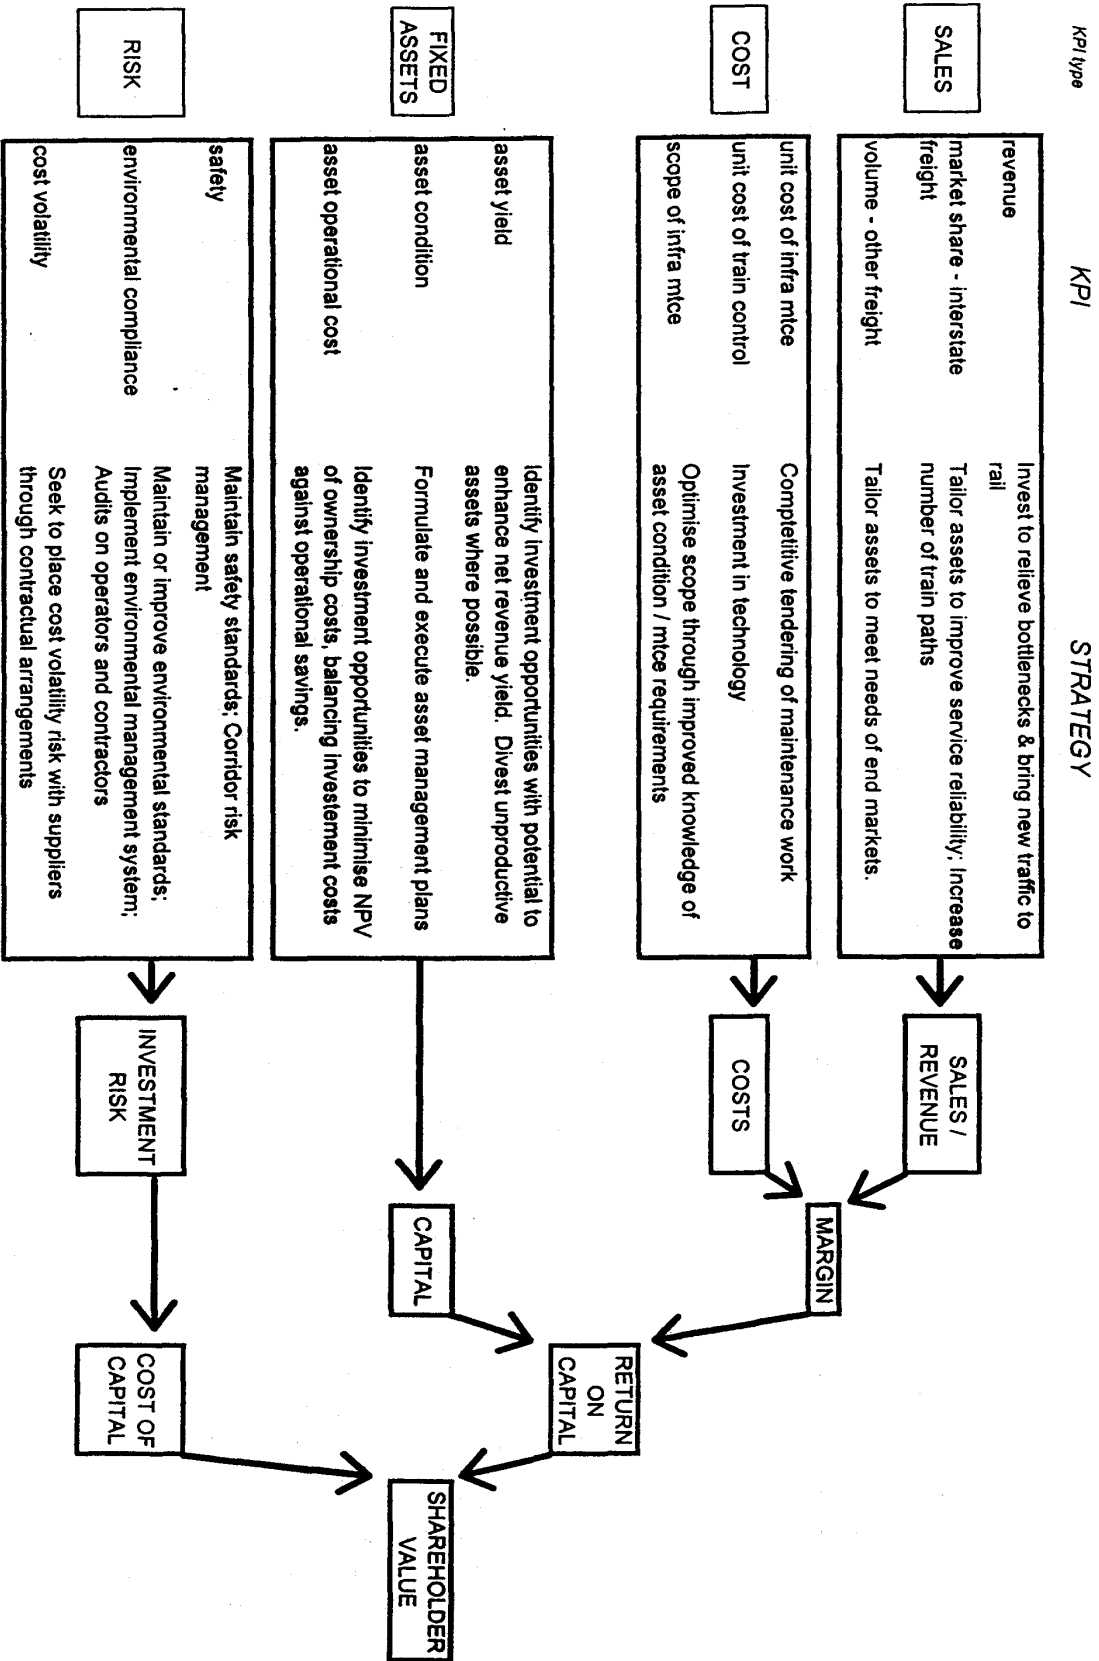 KPI type
KPI
STRATEGY
SALES
revenue
Invest to relieve bottlenecks & bring new traffic to
rail
market share - interstate
freight
Tailor assets to improve service reliability; Increase
number of train paths
volume - other freight
Tailor assets to meet needs of end markets.
SALES /
REVENUE
COST
unit cost of infra mtce
Comptetitive tendering of maintenance work
unit cost of train control
Investment in technology
scope of infra mtce
Optimise scope through improved knowledge of
asset condition / mtce requirements
COSTS
MARGIN
FIXED
ASSETS
asset yield
Identify investment opportunities with potential to
enhance net revenue yield. Divest unproductive
assets where possible.
asset condition
Formulate and execute asset management plans
asset operational cost
Identify investment opportunities to minimise NPV
of ownership costs, balancing investement costs
against operational savings.
CAPITAL
RETURN
ON
CAPITAL
RISK
safety
Maintain safety standards; Corridor risk
management
environmental compliance
Maintain or improve environmental standards;
Implement environmental management system;
Audits on operators and contractors
cost volatility
Seek to place cost volatility risk with suppliers
through contractual arrangements
INVESTMENT
RISK
COST OF
CAPITAL
SHAREHOLDER
VALUE